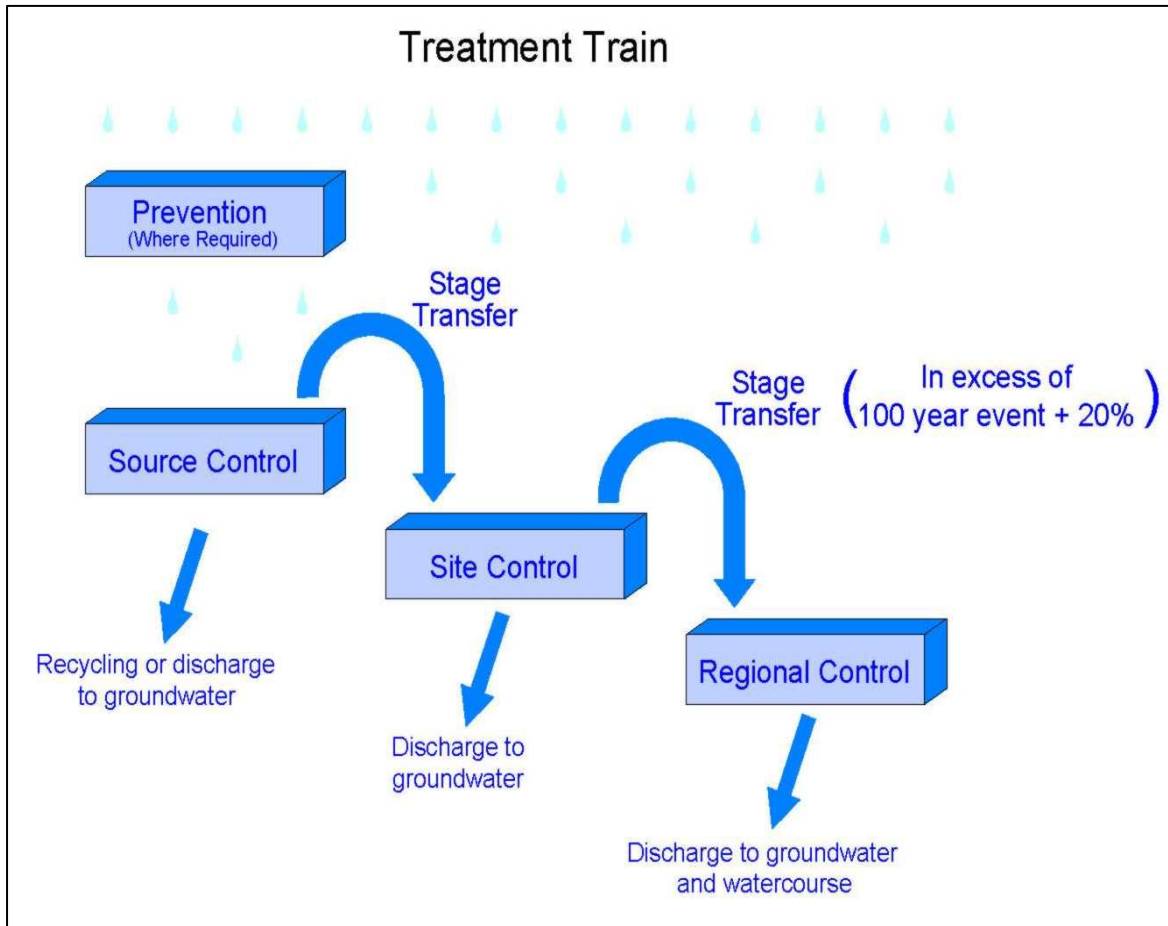 Treatment Train
Prevention
(Where Required)
Stage
Transfer
Stage
Transfer
( In excess of
100 year event + 20% )
Source Control
Site Control
Regional Control
Recycling or discharge
to groundwater
Discharge to
groundwater
Discharge to groundwater
and watercourse